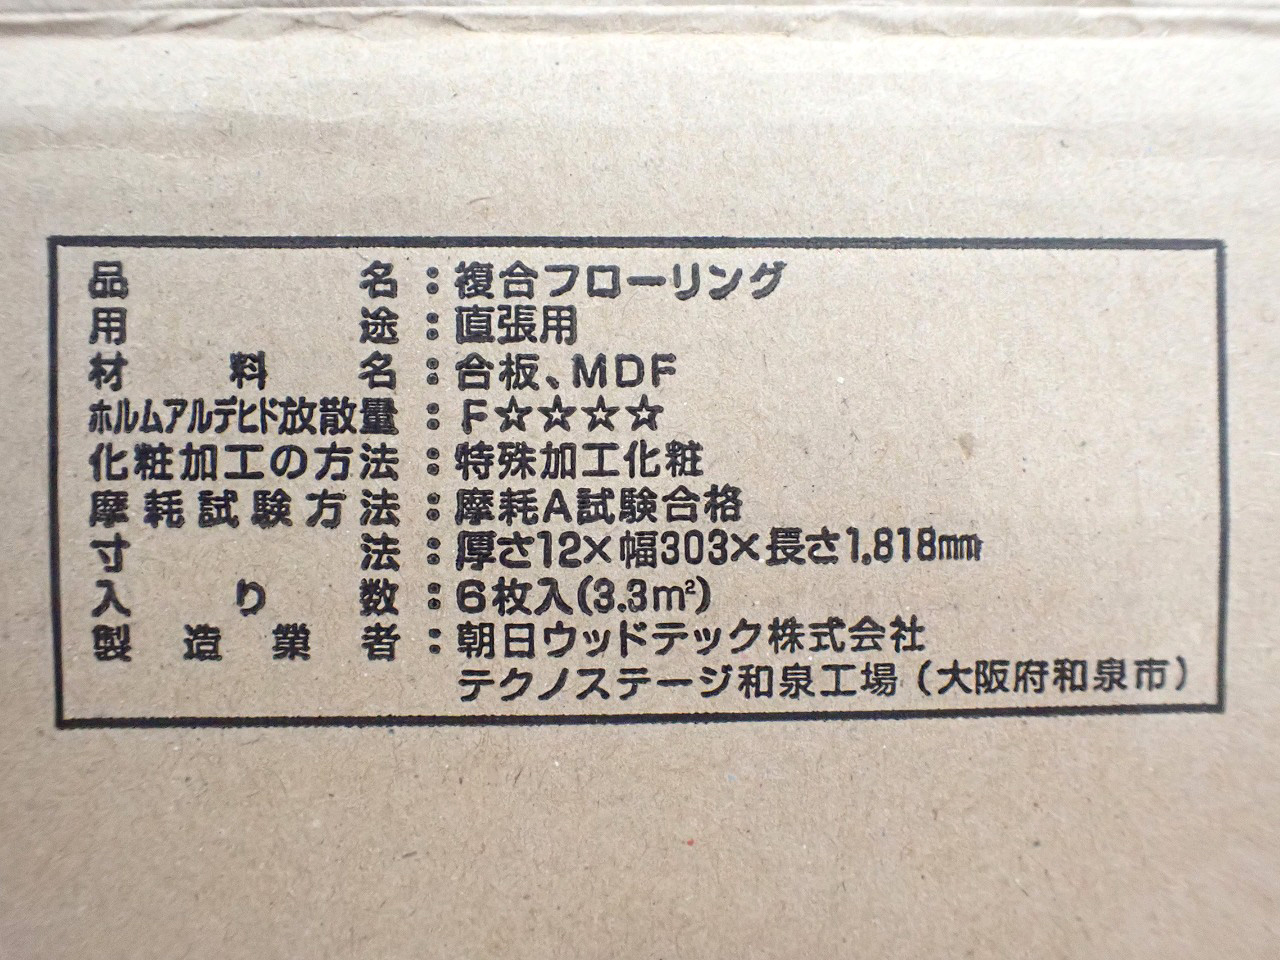 品名：複合フローリング
用途：直張用
材料名：合板、MDF
ホルムアルデヒド放散量：F☆☆☆☆
化粧加工の方法：特殊加工化粧
摩耗試験方法：摩耗A試験合格
寸法：厚さ12×幅303×長さ1,818mm
入り数：6枚入(3.3m²)
製造業者：朝日ウッドテック株式会社
テクノステージ和泉工場（大阪府和泉市）